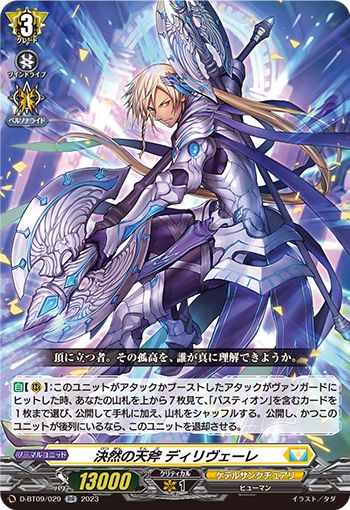 3
グレード
ツインドライブ
ペルソナライド
頂に立つ者。その孤高を、誰が真に理解できようか。
自【R】:このユニットがアタックかブーストしたアタックがヴァンガードに
ヒットした時、あなたの山札を上から7枚見て、「バスティオン」を含むカードを
1枚まで選び、公開して手札に加え、山札をシャッフルする。公開し、かつこの
ユニットが後列にいるなら、このユニットを退却させる。
ノーマルユニット
決然の天斧 ディリヴェーレ
ケテルサンクチュアリ
パワー 13000
クリティカル
1
ヒューマン
D-BT09/029 RR 2023
イラスト/タダ